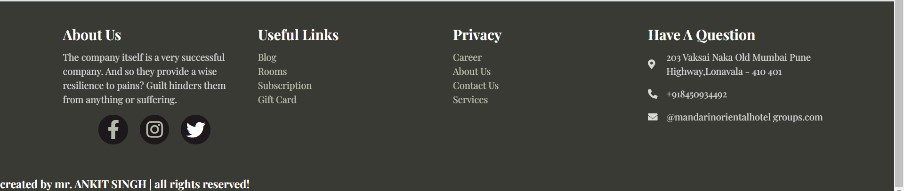 About Us
The company itself is a very successful
company. And so they provide a wise
resilience to pains? Guilt hinders them
from anything or suffering.
Useful Links
Blog
Rooms
Subscription
Gift Card
Privacy
Career
About Us
Contact Us
Services
Have A Question
203 Vaksai Naka Old Mumbai Pune
Highway,Lonavala - 410 401
+918450934492
@mandarinorientalhotel groups.com
created by mr. ANKIT SINGH | all rights reserved!